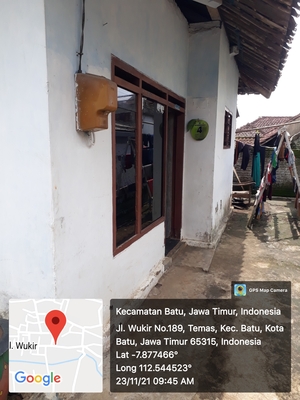 4
GPS Map Camera
Kecamatan Batu, Jawa Timur, Indonesia
Jl. Wukir No.189, Temas, Kec. Batu, Kota
Batu, Jawa Timur 65315, Indonesia
Lat -7.877466°
Long 112.544523°
23/11/21 09:45 AM
l. Wukir
Google